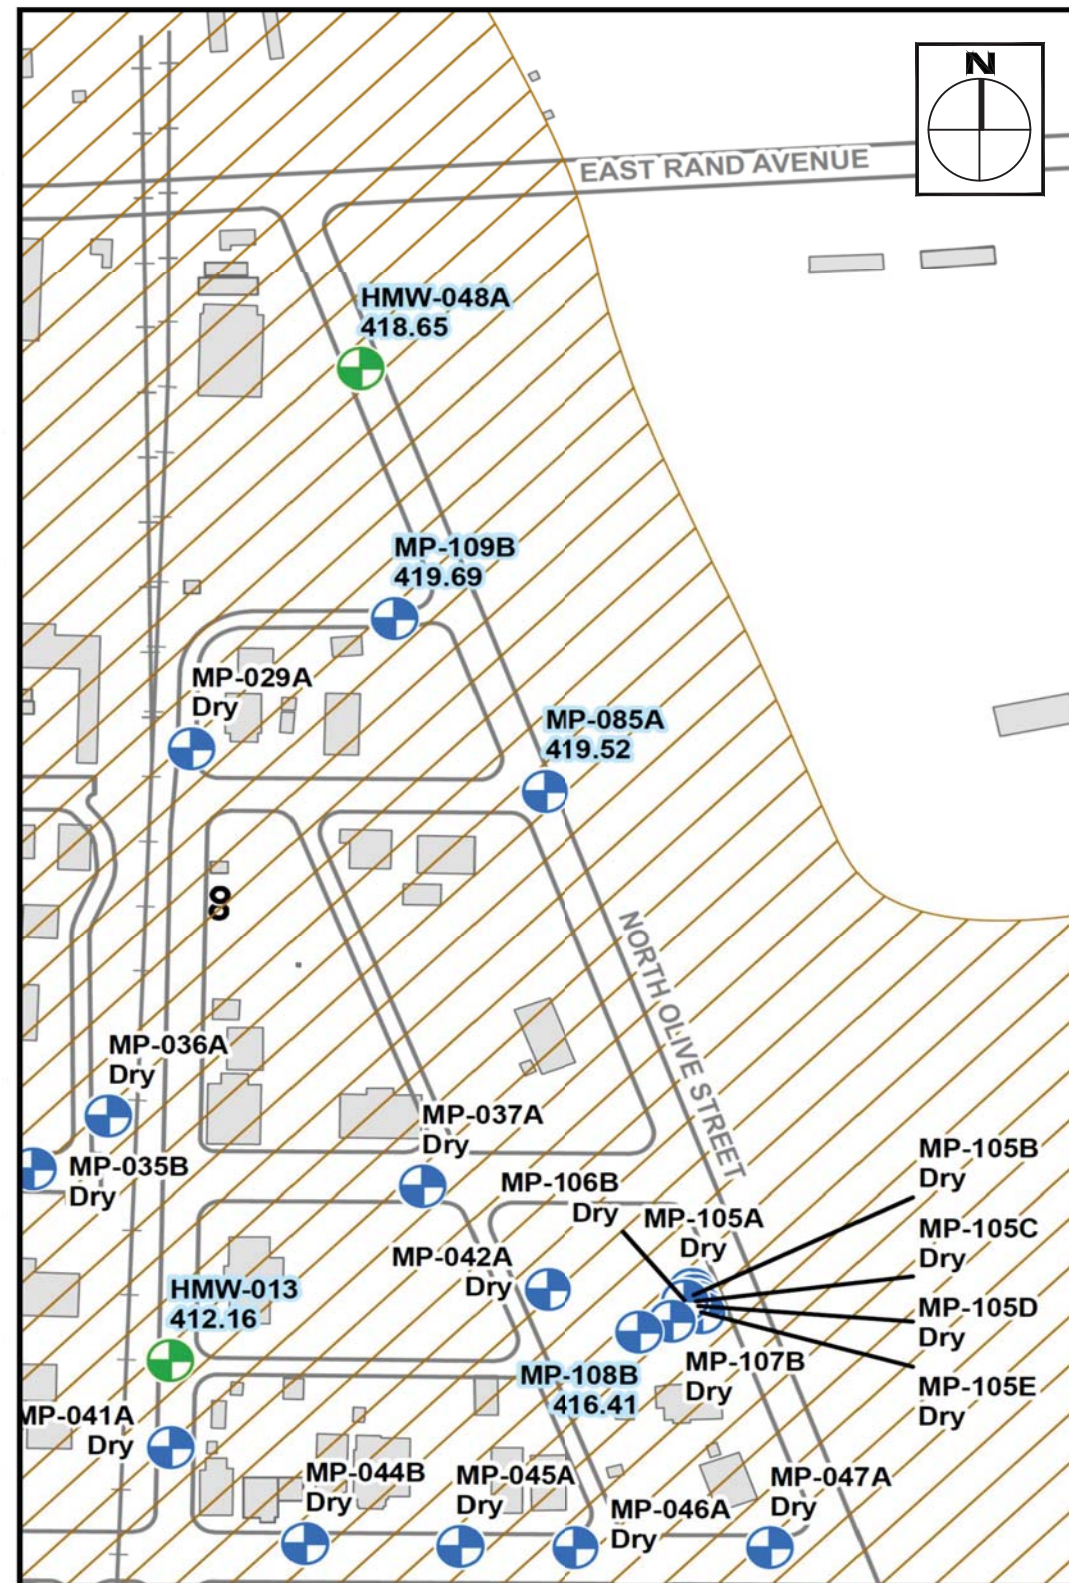 N
EAST RAND AVENUE
HMW-048A
418.65
MP-109B
419.69
MP-029A
Dry
MP-085A
419.52
8
NORTH OLIVE STREET
MP-036A
Dry
MP-037A
Dry
MP-035B
Dry
MP-106B
Dry
MP-105A
Dry
MP-105B
Dry
MP-105C
Dry
MP-105D
Dry
MP-105E
Dry
MP-042A
Dry
HMW-013
412.16
MP-107B
Dry
MP-108B
416.41
MP-041A
Dry
MP-044B
Dry
MP-045A
Dry
MP-046A
Dry
MP-047A
Dry